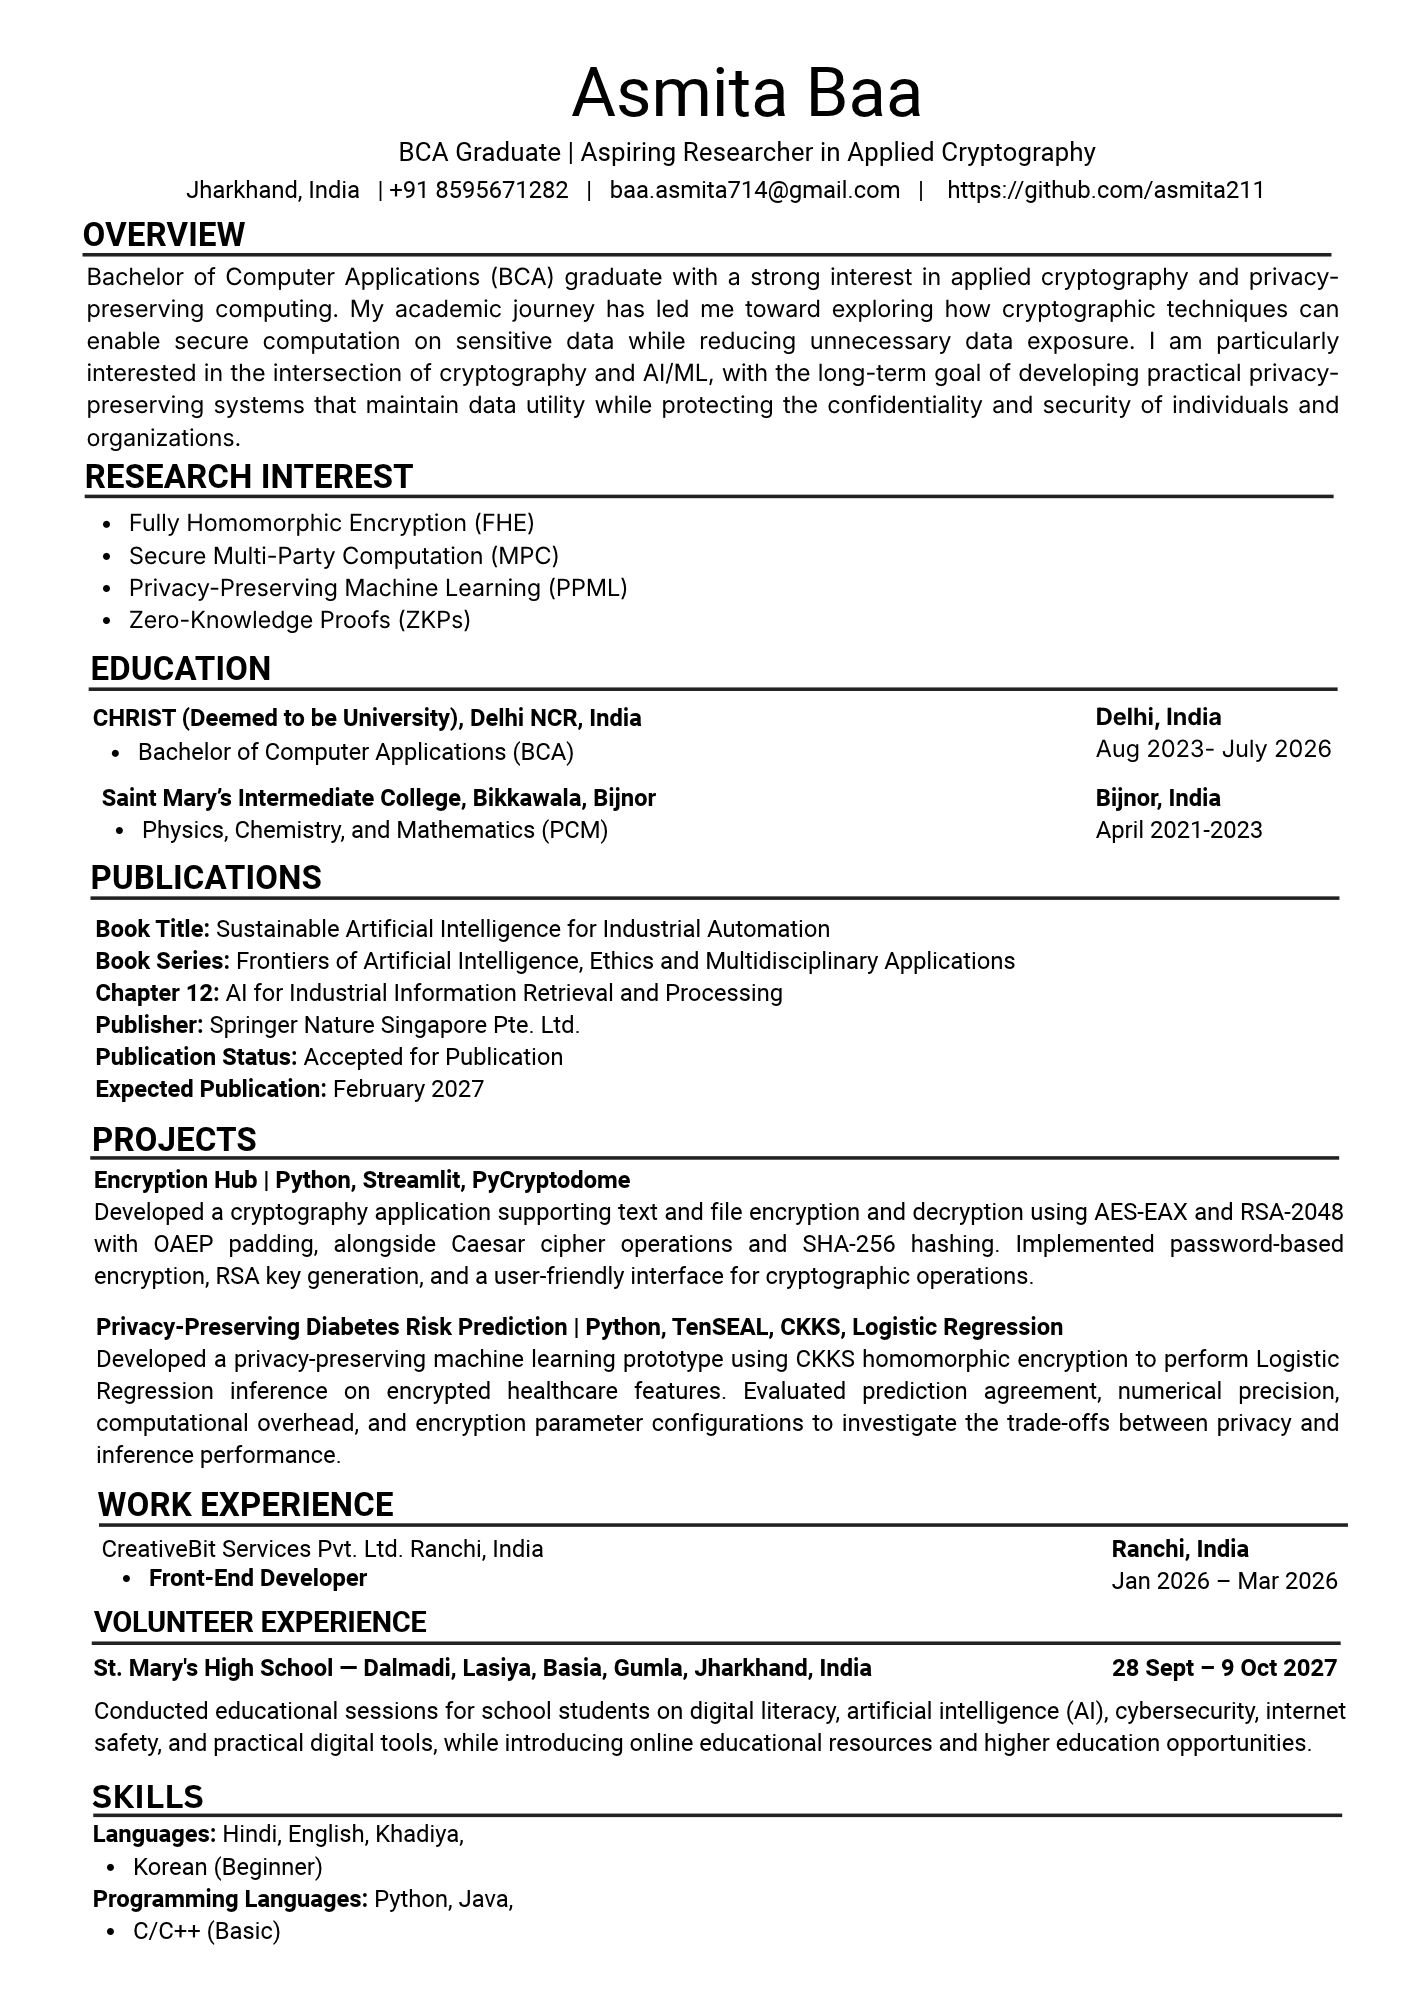 Asmita Baa
BCA Graduate | Aspiring Researcher in Applied Cryptography
Jharkhand, India | +91 8595671282 | baa.asmita714@gmail.com | https://github.com/asmita211
OVERVIEW
Bachelor of Computer Applications (BCA) graduate with a strong interest in applied cryptography and privacy-
preserving computing. My academic journey has led me toward exploring how cryptographic techniques can
enable secure computation on sensitive data while reducing unnecessary data exposure. I am particularly
interested in the intersection of cryptography and AI/ML, with the long-term goal of developing practical privacy-
preserving systems that maintain data utility while protecting the confidentiality and security of individuals and
organizations.
RESEARCH INTEREST
• Fully Homomorphic Encryption (FHE)
• Secure Multi-Party Computation (MPC)
• Privacy-Preserving Machine Learning (PPML)
• Zero-Knowledge Proofs (ZKPs)
EDUCATION
CHRIST (Deemed to be University), Delhi NCR, India Delhi, India
• Bachelor of Computer Applications (BCA) Aug 2023- July 2026
Saint Mary’s Intermediate College, Bikkawala, Bijnor Bijnor, India
• Physics, Chemistry, and Mathematics (PCM) April 2021-2023
PUBLICATIONS
Book Title: Sustainable Artificial Intelligence for Industrial Automation
Book Series: Frontiers of Artificial Intelligence, Ethics and Multidisciplinary Applications
Chapter 12: AI for Industrial Information Retrieval and Processing
Publisher: Springer Nature Singapore Pte. Ltd.
Publication Status: Accepted for Publication
Expected Publication: February 2027
PROJECTS
Encryption Hub | Python, Streamlit, PyCryptodome
Developed a cryptography application supporting text and file encryption and decryption using AES-EAX and RSA-2048
with OAEP padding, alongside Caesar cipher operations and SHA-256 hashing. Implemented password-based
encryption, RSA key generation, and a user-friendly interface for cryptographic operations.
Privacy-Preserving Diabetes Risk Prediction | Python, TenSEAL, CKKS, Logistic Regression
Developed a privacy-preserving machine learning prototype using CKKS homomorphic encryption to perform Logistic
Regression inference on encrypted healthcare features. Evaluated prediction agreement, numerical precision,
computational overhead, and encryption parameter configurations to investigate the trade-offs between privacy and
inference performance.
WORK EXPERIENCE
CreativeBit Services Pvt. Ltd. Ranchi, India Ranchi, India
• Front-End Developer Jan 2026 – Mar 2026
VOLUNTEER EXPERIENCE
St. Mary's High School — Dalmadi, Lasiya, Basia, Gumla, Jharkhand, India 28 Sept – 9 Oct 2027
Conducted educational sessions for school students on digital literacy, artificial intelligence (AI), cybersecurity, internet
safety, and practical digital tools, while introducing online educational resources and higher education opportunities.
SKILLS
Languages: Hindi, English, Khadiya,
• Korean (Beginner)
Programming Languages: Python, Java,
• C/C++ (Basic)